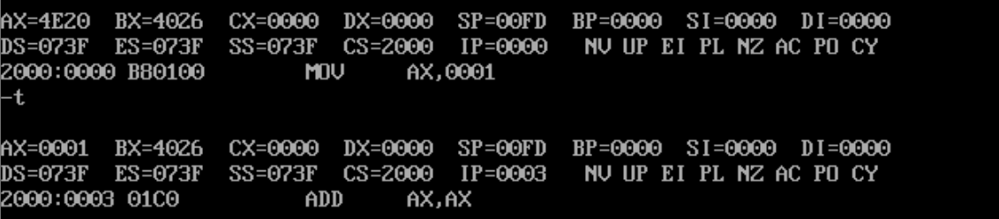 AX=4E20 BX=4026 CX=0000 DX=0000 SP=00FD BP=0000 SI=0000 DI=0000
DS=073F ES=073F SS=073F CS=2000 IP=0000 NV UP EI PL NZ AC PO CY
2000:0000 B80100 MOV AX,0001
-t
AX=0001 BX=4026 CX=0000 DX=0000 SP=00FD BP=0000 SI=0000 DI=0000
DS=073F ES=073F SS=073F CS=2000 IP=0003 NV UP EI PL NZ AC PO CY
2000:0003 01C0 ADD AX,AX